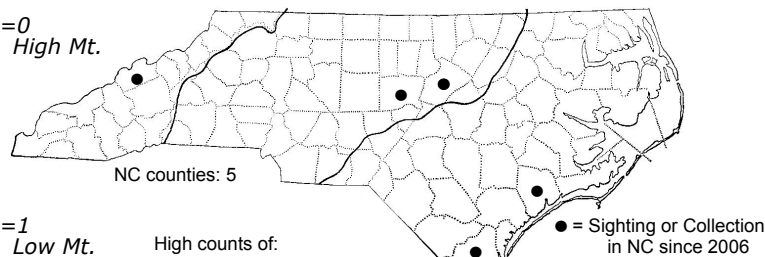 =0
High Mt.
NC counties: 5
=1
Low Mt.
High counts of:
● = Sighting or Collection
in NC since 2006